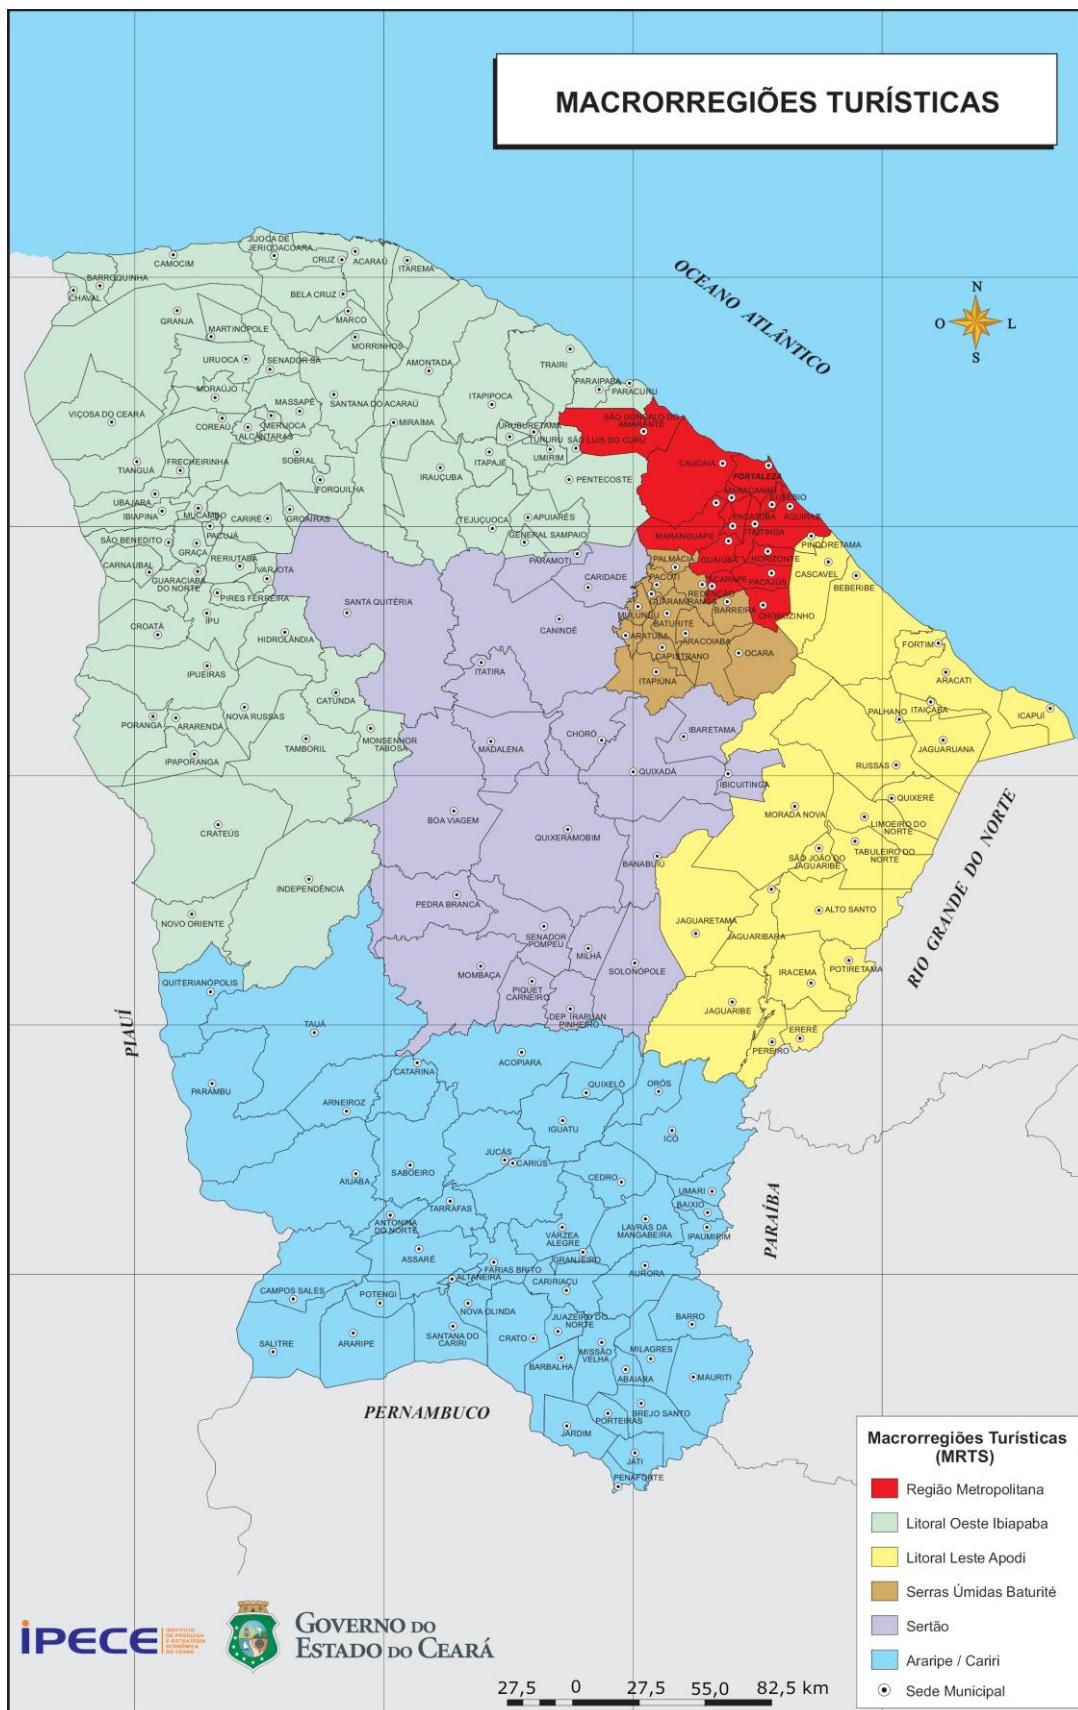 MACRORREGIÕES TURÍSTICAS
OCEANO ATLÂNTICO
N
O
L
S
JIJOCA DE
JERICOACOARA
CAMOCIM
CRUZ
ACARAÚ
ITAREMA
BARROQUINHA
CHAVAL
BELA CRUZ
GRANJA
MARCO
MARTINÓPOLE
MORRINHOS
URUOCA
SENADOR SÁ
AMONTADA
TRAIRI
PARAIPABA
PARACURU
MORAÚJO
MASSAPÊ
SANTANA DO ACARAÚ
ITAPIPOCA
VIÇOSA DO CEARÁ
COREAÚ
MERUOCA
ALCÂNTARAS
MIRAÍMA
URUBURETAMA
TURURU
SÃO GONÇALO DO
AMARANTE
SÃO LUIS DO CURU
UMIRIM
ITAPAJÉ
SOBRAL
TIANGUÁ
FRECHEIRINHA
IRAUÇUBA
CAUCAIA
FORTALEZA
FORQUILHA
PENTECOSTE
MARACANAÚ
EUSÉBIO
UBAJARA
IBIAPINA
MUCAMBO
CARIRÉ
GROAÍRAS
AQUIRAZ
PACATUBA
ITAITINGA
PACUJÁ
TEJUÇUOCA
APUIARÉS
GENERAL SAMPAIO
MARANGUAPE
SÃO BENEDITO
GRAÇA
PINDORETAMA
CARNAUBAL
RERIUTABA
PARAMOTI
PALMÁCIA
GUAIÚBA
HORIZONTE
CASCAVEL
BEBERIBE
GUARACIABA
DO NORTE
VARJOTA
CARIDADE
PACOTI
ACARAPE
PACAJÚS
PIRES FERREIRA
REDENÇÃO
GUARAMIRANGA
IPU
SANTA QUITÉRIA
MULUNGU
BARREIRA
CHOROZINHO
CROATÁ
HIDROLÂNDIA
CANINDÉ
BATURITÉ
ARATUBA
ARACOIABA
OCARA
FORTIM
CAPISTRANO
IPUEIRAS
ITATIRA
ITAPIÚNA
ARACATI
CATUNDA
ITAIÇABA
ICAPUÍ
PORANGA
ARARENDÁ
NOVA RUSSAS
PALHANO
TAMBORIL
MONSENHOR
TABOSA
MADALENA
CHORÓ
IBARETAMA
JAGUARUANA
IPAPORANGA
QUIXADÁ
IBICUITINGA
RUSSAS
QUIXERÉ
CRATEÚS
BOA VIAGEM
MORADA NOVA
LIMOEIRO DO
NORTE
QUIXERAMOBIM
BANABUIÚ
SÃO JOÃO DO
JAGUARIBE
TABULEIRO DO
NORTE
RIO GRANDE DO NORTE
INDEPENDÊNCIA
PEDRA BRANCA
ALTO SANTO
NOVO ORIENTE
JAGUARETAMA
JAGUARIBARA
SENADOR
POMPEU
MILHÃ
SOLONÓPOLE
MOMBAÇA
IRACEMA
POTIRETAMA
QUITERIANÓPOLIS
PIQUET
CARNEIRO
JAGUARIBE
DEP. IRAPUAN
PINHEIRO
PIAUÍ
TAUÁ
PEREIRO
ERERÊ
ACOPIARA
CATARINA
PARAMBU
QUIXELÔ
ORÓS
ARNEIROZ
IGUATU
ICÓ
JUCÁS
CARIÚS
AIUABA
SABOEIRO
CEDRO
UMARI
BAIXIO
IPAUMIRIM
PARAÍBA
TARRAFAS
ANTONINA
DO NORTE
VÁRZEA
ALEGRE
LAVRAS DA
MANGABEIRA
ASSARÉ
GRANJEIRO
FARIAS BRITO
AURORA
ALTANEIRA
CARIRIAÇU
CAMPOS SALES
POTENGI
NOVA OLINDA
JUAZEIRO DO
NORTE
BARRO
SALITRE
ARARIPE
SANTANA DO
CARIRI
CRATO
MISSÃO
VELHA
MILAGRES
BARBALHA
ABAIARA
MAURITI
PERNAMBUCO
PORTEIRAS
BREJO SANTO
JARDIM
JATI
PENAFORTE
Macrorregiões Turísticas
(MRTS)
Região Metropolitana
Litoral Oeste Ibiapaba
Litoral Leste Apodi
Serras Úmidas Baturité
Sertão
Araripe / Cariri
Sede Municipal
IPECE
INSTITUTO
DE PESQUISA
E ESTRATÉGIA
ECONÔMICA
DO CEARÁ
GOVERNO DO
ESTADO DO CEARÁ
27,5 0 27,5 55,0 82,5 km